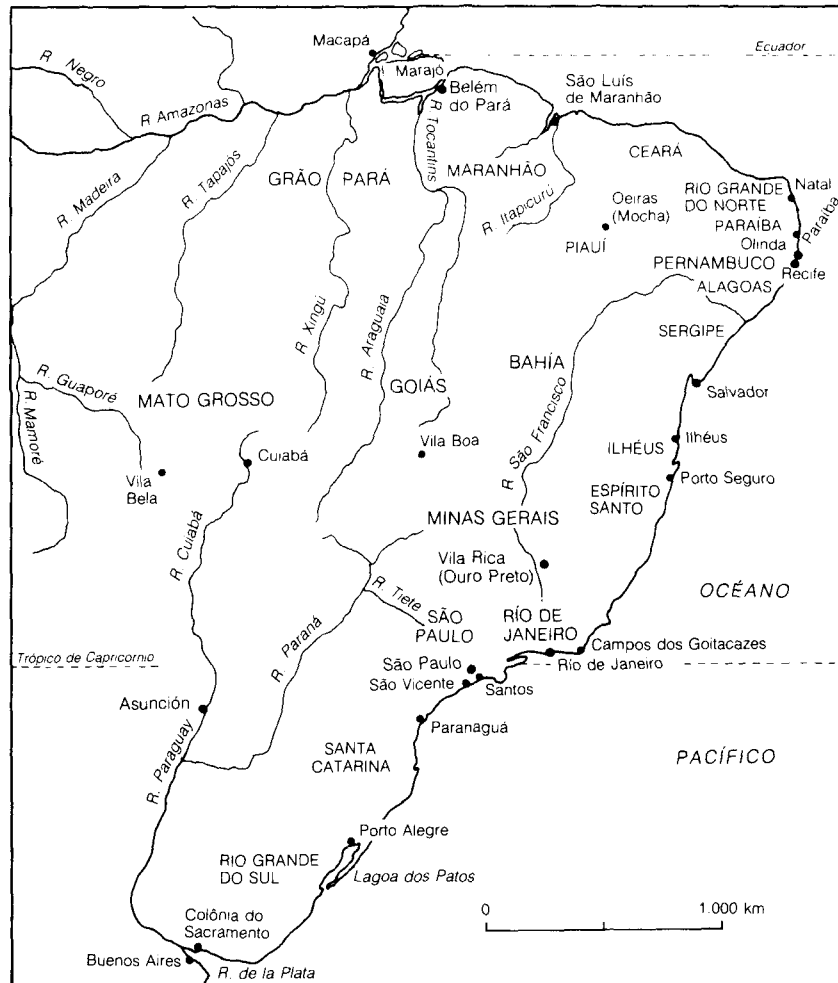 Macapá
Ecuador
R. Negro
Marajó
Belém
do Pará
São Luís
de Maranhão
R. Amazonas
R. Tocantins
CEARÁ
R. Madeira
R. Tapajós
GRÃO PARÁ
MARANHÃO
R. Itapicurú
Oeiras
(Mocha)
PIAUÍ
RIO GRANDE
DO NORTE
Natal
PARAÍBA
Paraíba
Olinda
PERNAMBUCO
Recife
ALAGOAS
SERGIPE
R. Xingú
R. Araguaia
BAHÍA
R. São Francisco
R. Guaporé
MATO GROSSO
GOIÁS
Salvador
R. Mamoré
Cuiabá
Vila Boa
Ilhéus
ILHÉUS
Vila
Bela
Porto Seguro
ESPÍRITO
SANTO
MINAS GERAIS
R. Cuiabá
Vila Rica
(Ouro Preto)
R. Tiete
OCÉANO
SÃO
PAULO
RÍO DE
JANEIRO
R. Paraná
Campos dos Goitacazes
Trópico de Capricornio
São Paulo
Río de Janeiro
São Vicente
Santos
Asunción
Paranaguá
R. Paraguay
SANTA
CATARINA
PACÍFICO
Porto Alegre
RIO GRANDE
DO SUL
Lagoa dos Patos
0 1.000 km
Colônia do
Sacramento
Buenos Aires
R. de la Plata